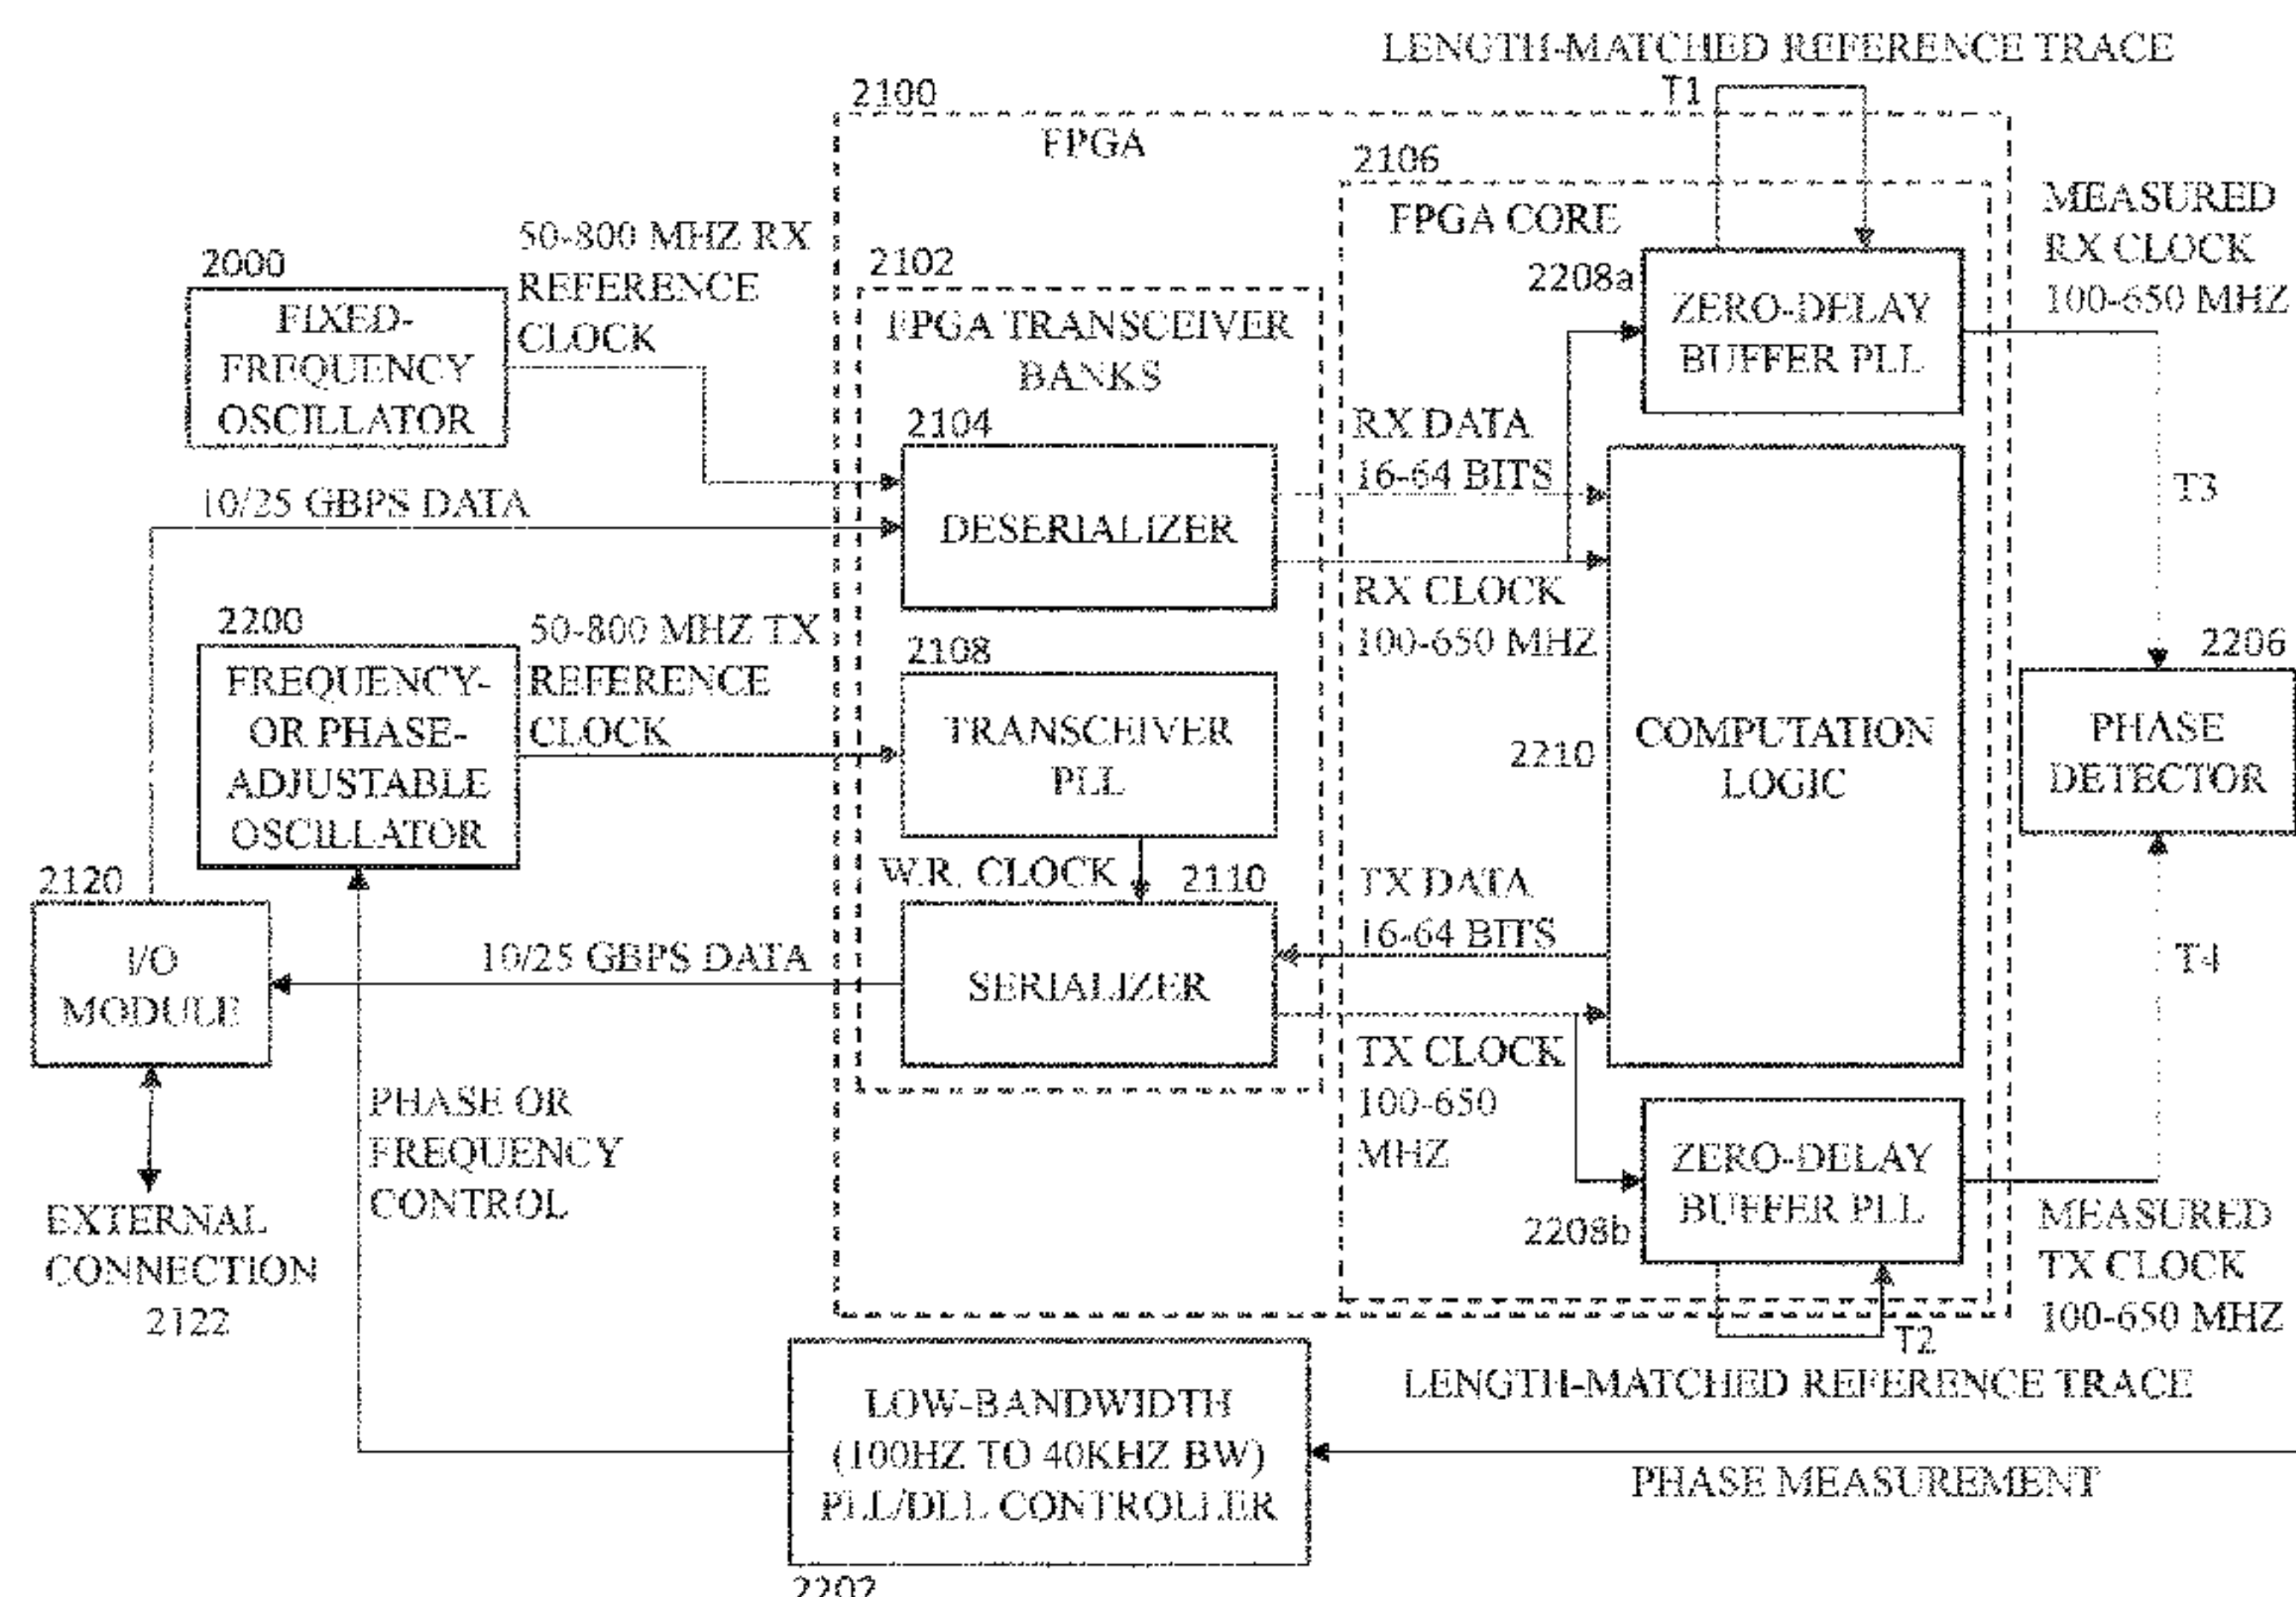 LENGTH-MATCHED REFERENCE TRACE
T1
2100
FPGA
2106
FPGA CORE
MEASURED
RX CLOCK
100-650 MHZ
2000
FIXED-
FREQUENCY
OSCILLATOR
50-800 MHZ RX
REFERENCE
CLOCK
2102
FPGA TRANSCEIVER
BANKS
2208a
ZERO-DELAY
BUFFER PLL
10/25 GBPS DATA
2104
DESERIALIZER
RX DATA
16-64 BITS
RX CLOCK
100-650 MHZ
T3
2200
FREQUENCY-
OR PHASE-
ADJUSTABLE
OSCILLATOR
50-800 MHZ TX
REFERENCE
CLOCK
2108
TRANSCEIVER
PLL
2210
COMPUTATION
LOGIC
2206
PHASE
DETECTOR
W.R. CLOCK
2110
SERIALIZER
TX DATA
16-64 BITS
T4
2120
I/O
MODULE
10/25 GBPS DATA
TX CLOCK
100-650
MHZ
EXTERNAL
CONNECTION
2122
PHASE OR
FREQUENCY
CONTROL
ZERO-DELAY
BUFFER PLL
2208b
MEASURED
TX CLOCK
100-650 MHZ
T2
LENGTH-MATCHED REFERENCE TRACE
LOW-BANDWIDTH
(100HZ TO 40KHZ BW)
PLL/DLL CONTROLLER
PHASE MEASUREMENT
2202